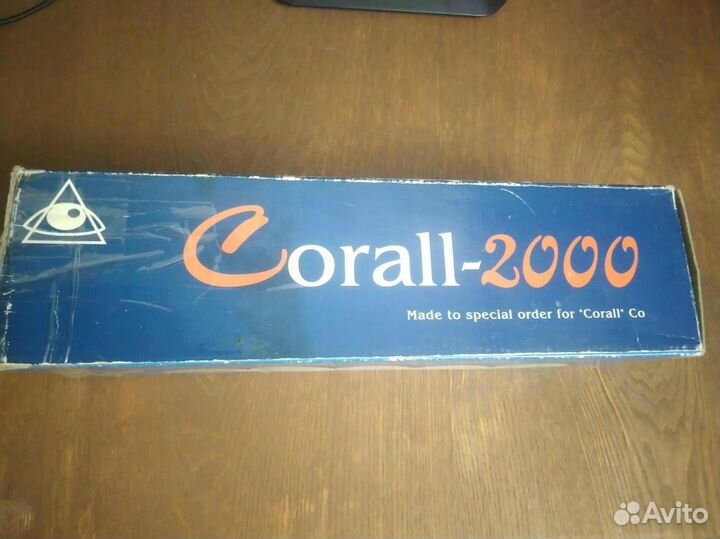 Corall-2000
Made to special order for "Corall" Co
Avito